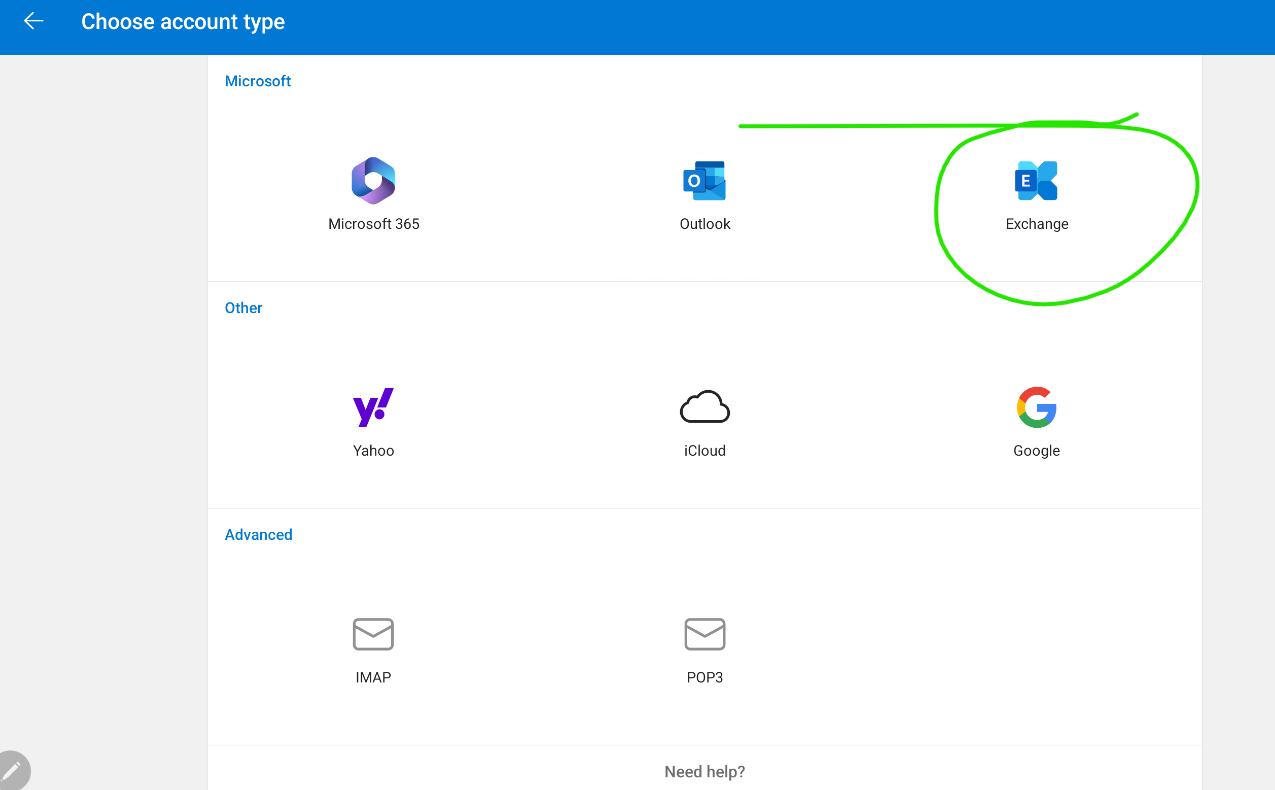 Choose account type
Microsoft
O
E
Microsoft 365
Outlook
Exchange
Other
Yahoo
iCloud
Google
Advanced
IMAP
POP3
Need help?